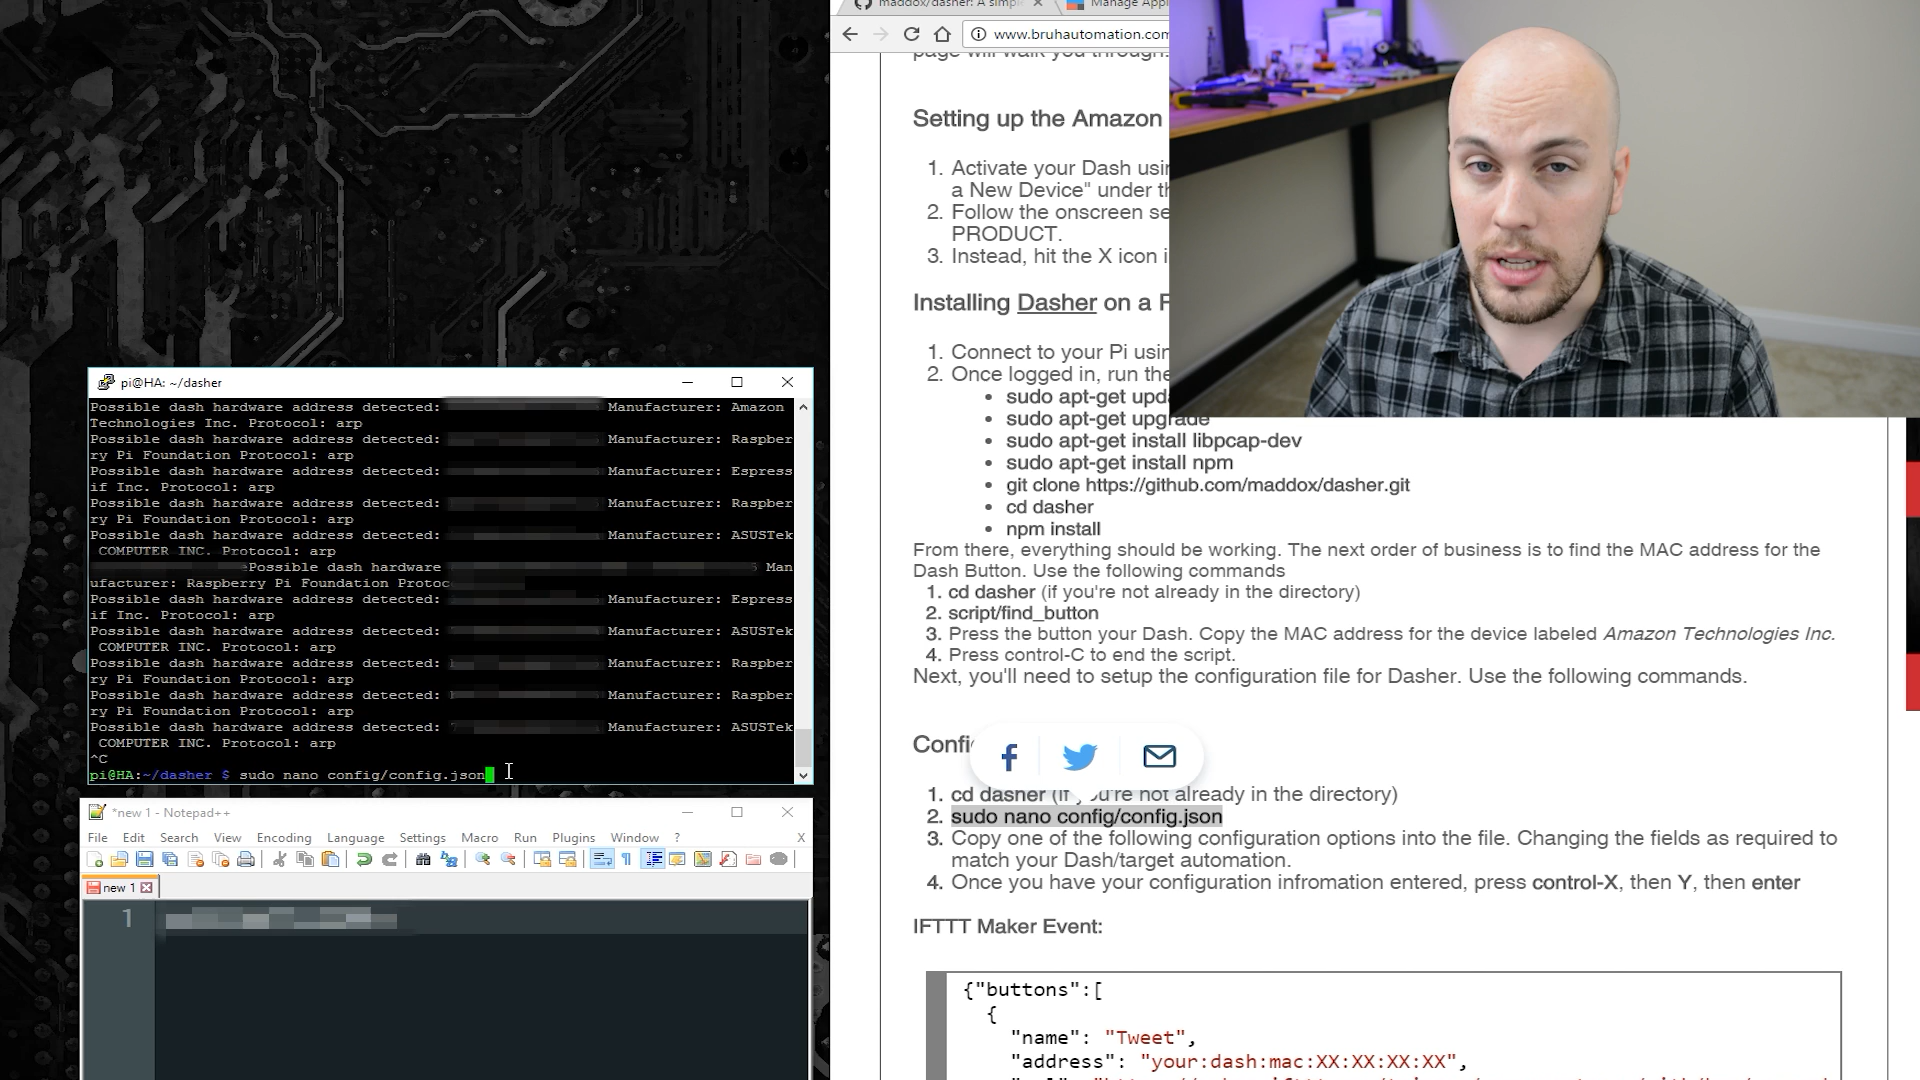 pi@HA: ~/dasher
Possible dash hardware address detected: Manufacturer: Amazon
Technologies Inc. Protocol: arp
Possible dash hardware address detected: Manufacturer: Raspber
ry Pi Foundation Protocol: arp
Possible dash hardware address detected: Manufacturer: Espress
if Inc. Protocol: arp
Possible dash hardware address detected: Manufacturer: Raspber
ry Pi Foundation Protocol: arp
Possible dash hardware address detected: Manufacturer: ASUSTek
COMPUTER INC. Protocol: arp
ePossible dash hardware Man
ufacturer: Raspberry Pi Foundation Protoc
Possible dash hardware address detected: Manufacturer: Espress
if Inc. Protocol: arp
Possible dash hardware address detected: Manufacturer: ASUSTek
COMPUTER INC. Protocol: arp
Possible dash hardware address detected: Manufacturer: Raspber
ry Pi Foundation Protocol: arp
Possible dash hardware address detected: Manufacturer: Raspber
ry Pi Foundation Protocol: arp
Possible dash hardware address detected: Manufacturer: ASUSTek
COMPUTER INC. Protocol: arp
^C
pi@HA:~/dasher $ sudo nano config/config.json
*new 1 - Notepad++
File Edit Search View Encoding Language Settings Macro Run Plugins Window ? X
new 1
1
maddox/dasher: A simpl
Manage Appl
www.bruhautomation.com
page will walk you through.
Setting up the Amazon
1. Activate your Dash usin
a New Device" under th
2. Follow the onscreen se
PRODUCT.
3. Instead, hit the X icon i
Installing Dasher on a
1. Connect to your Pi usin
2. Once logged in, run the
• sudo apt-get upda
• sudo apt-get upgrade
• sudo apt-get install libpcap-dev
• sudo apt-get install npm
• git clone https://github.com/maddox/dasher.git
• cd dasher
• npm install
From there, everything should be working. The next order of business is to find the MAC address for the
Dash Button. Use the following commands
1. cd dasher (if you're not already in the directory)
2. script/find_button
3. Press the button your Dash. Copy the MAC address for the device labeled Amazon Technologies Inc.
4. Press control-C to end the script.
Next, you'll need to setup the configuration file for Dasher. Use the following commands.
Confi
1. cd dasher (if you're not already in the directory)
2. sudo nano config/config.json
3. Copy one of the following configuration options into the file. Changing the fields as required to
match your Dash/target automation.
4. Once you have your configuration infromation entered, press control-X, then Y, then enter
IFTTT Maker Event:
{"buttons":[
{
"name": "Tweet",
"address": "your:dash:mac:XX:XX:XX:XX",